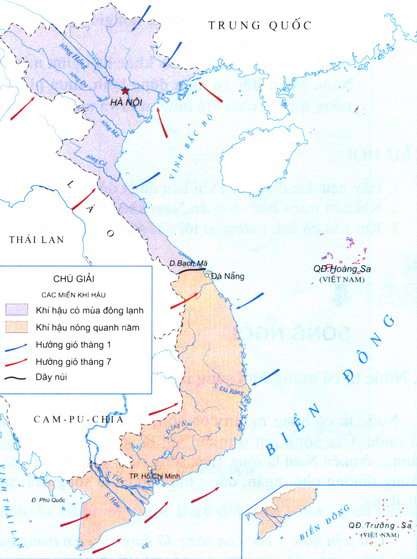 TRUNG QUỐC
Sông Hồng
Sông Đà
HÀ NỘI
Sông Mã
VỊNH BẮC BỘ
Sông Cả
LÀO
THÁI LAN
D.Bạch Mã
Đà Nẵng
QĐ.Hoàng Sa
(VIỆT NAM)
CHÚ GIẢI
CÁC MIỀN KHÍ HẬU
Khí hậu có mùa đông lạnh
Khí hậu nóng quanh năm
Hướng gió tháng 1
Hướng gió tháng 7
Dãy núi
S.Đà Rằng
BIỂN ĐÔNG
CAM-PU-CHIA
S.Đồng Nai
TP. Hồ Chí Minh
S.Tiền
S.Hậu
Đ. Phú Quốc
VỊNH THÁI LAN
BIỂN ĐÔNG
QĐ.Trường Sa
(VIỆT NAM)